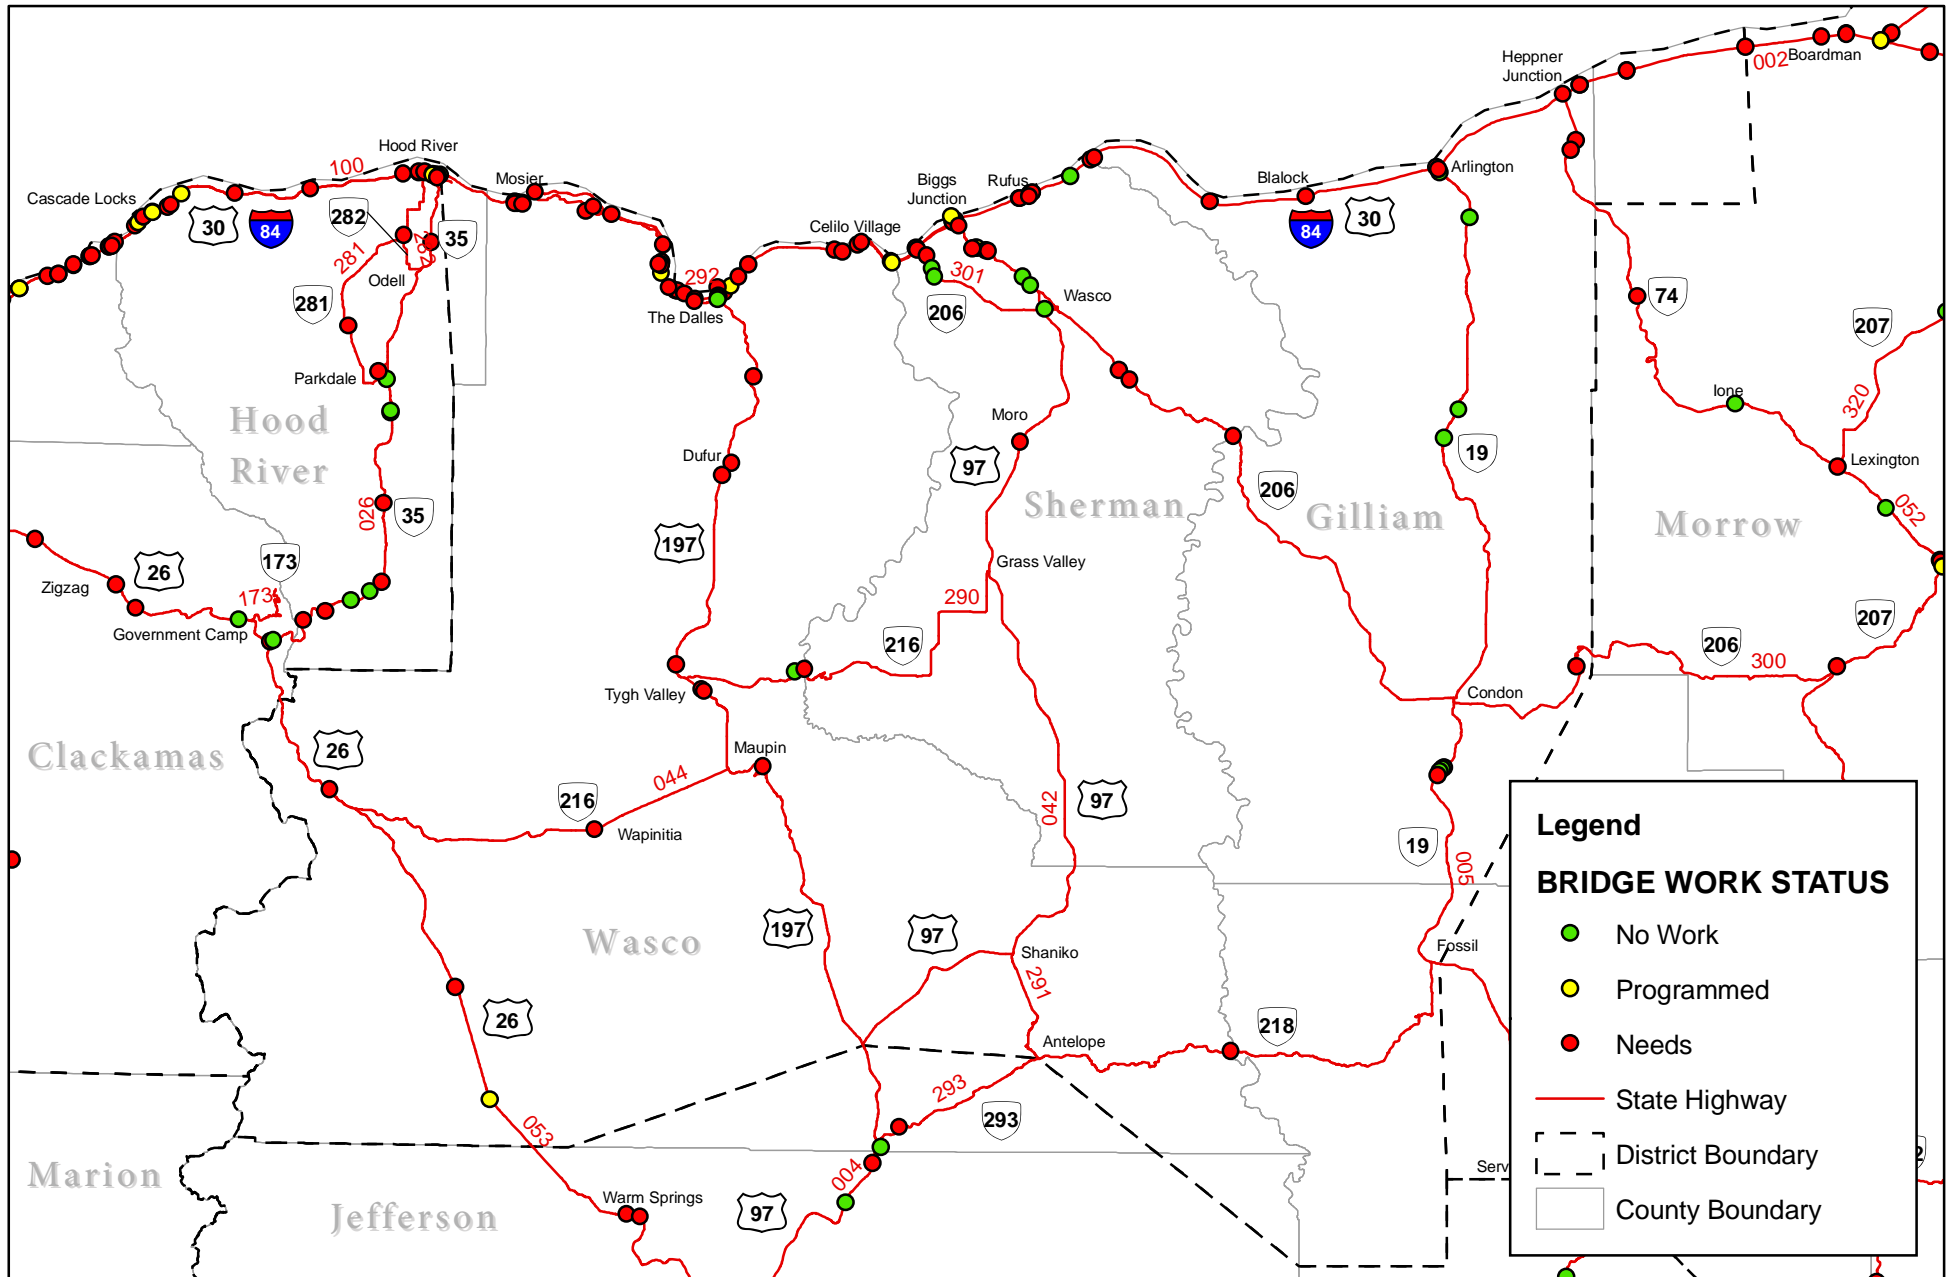 Heppner
Junction
002
Boardman
Hood River
100
Mosier
Cascade Locks
30
84
282
35
281
282
Odell
281
292
The Dalles
Celilo Village
Biggs
Junction
Rufus
301
206
Wasco
Blalock
84
30
Arlington
74
207
320
Ione
Lexington
052
Parkdale
Hood
River
026
35
Moro
97
Dufur
197
Sherman
206
19
Gilliam
Morrow
173
26
Zigzag
173
Government Camp
Grass Valley
290
216
207
206
300
Tygh Valley
Condon
Clackamas
26
Maupin
044
216
Wapinitia
042
97
19
005
Wasco
197
97
Shaniko
291
Fossil
26
Antelope
218
053
293
293
Marion
Jefferson
Warm Springs
004
97
Serv
2
Legend
BRIDGE WORK STATUS
No Work
Programmed
Needs
State Highway
District Boundary
County Boundary